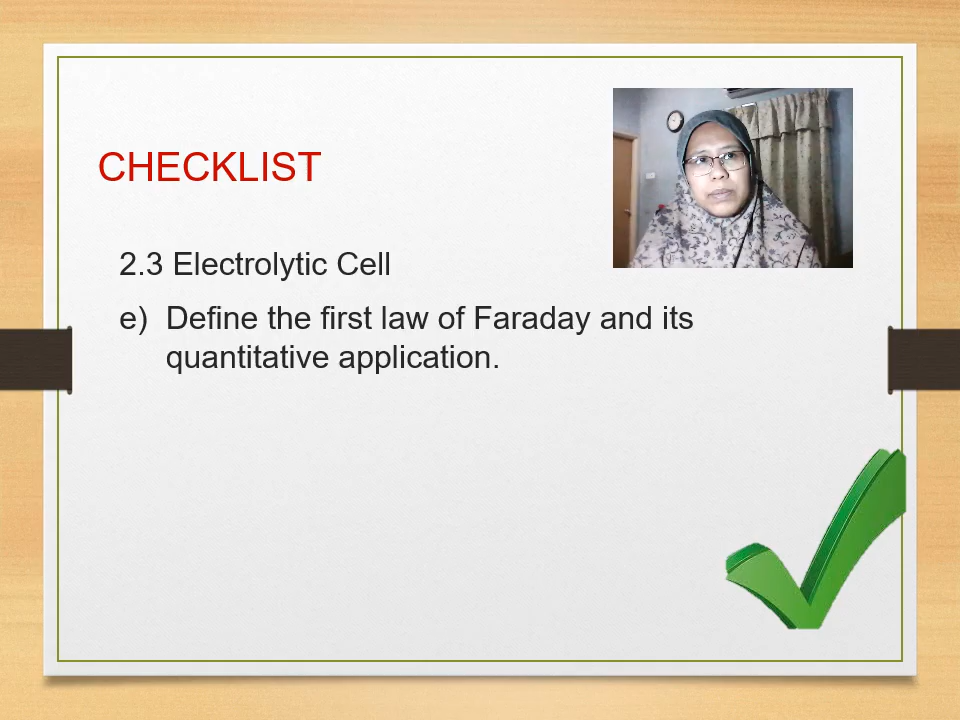 CHECKLIST
2.3 Electrolytic Cell
e) Define the first law of Faraday and its
quantitative application.